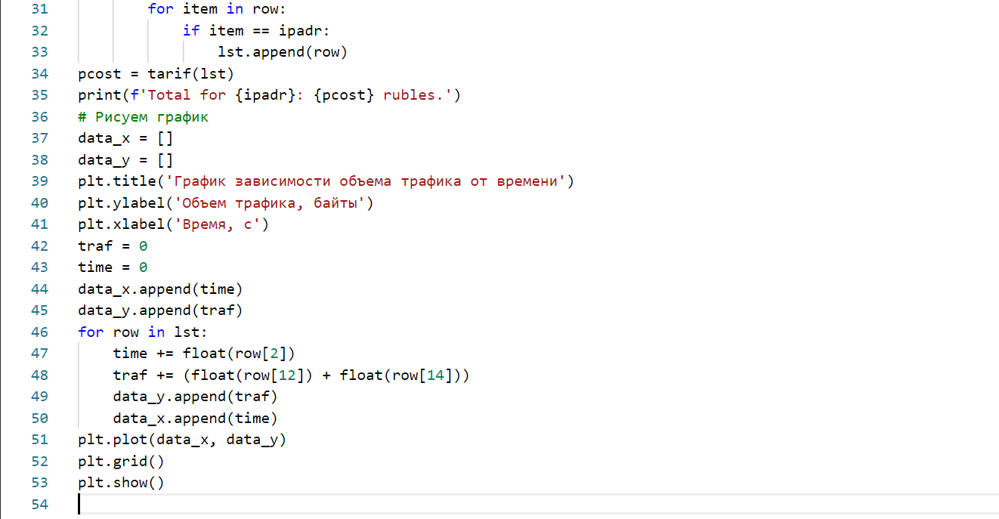 31 for item in row:
32 if item == ipadr:
33 lst.append(row)
34 pcost = tarif(lst)
35 print(f'Total for {ipadr}: {pcost} rubles.')
36 # Рисуем график
37 data_x = []
38 data_y = []
39 plt.title('График зависимости объема трафика от времени')
40 plt.ylabel('Объем трафика, байты')
41 plt.xlabel('Время, с')
42 traf = 0
43 time = 0
44 data_x.append(time)
45 data_y.append(traf)
46 for row in lst:
47 time += float(row[2])
48 traf += (float(row[12]) + float(row[14]))
49 data_y.append(traf)
50 data_x.append(time)
51 plt.plot(data_x, data_y)
52 plt.grid()
53 plt.show()
54